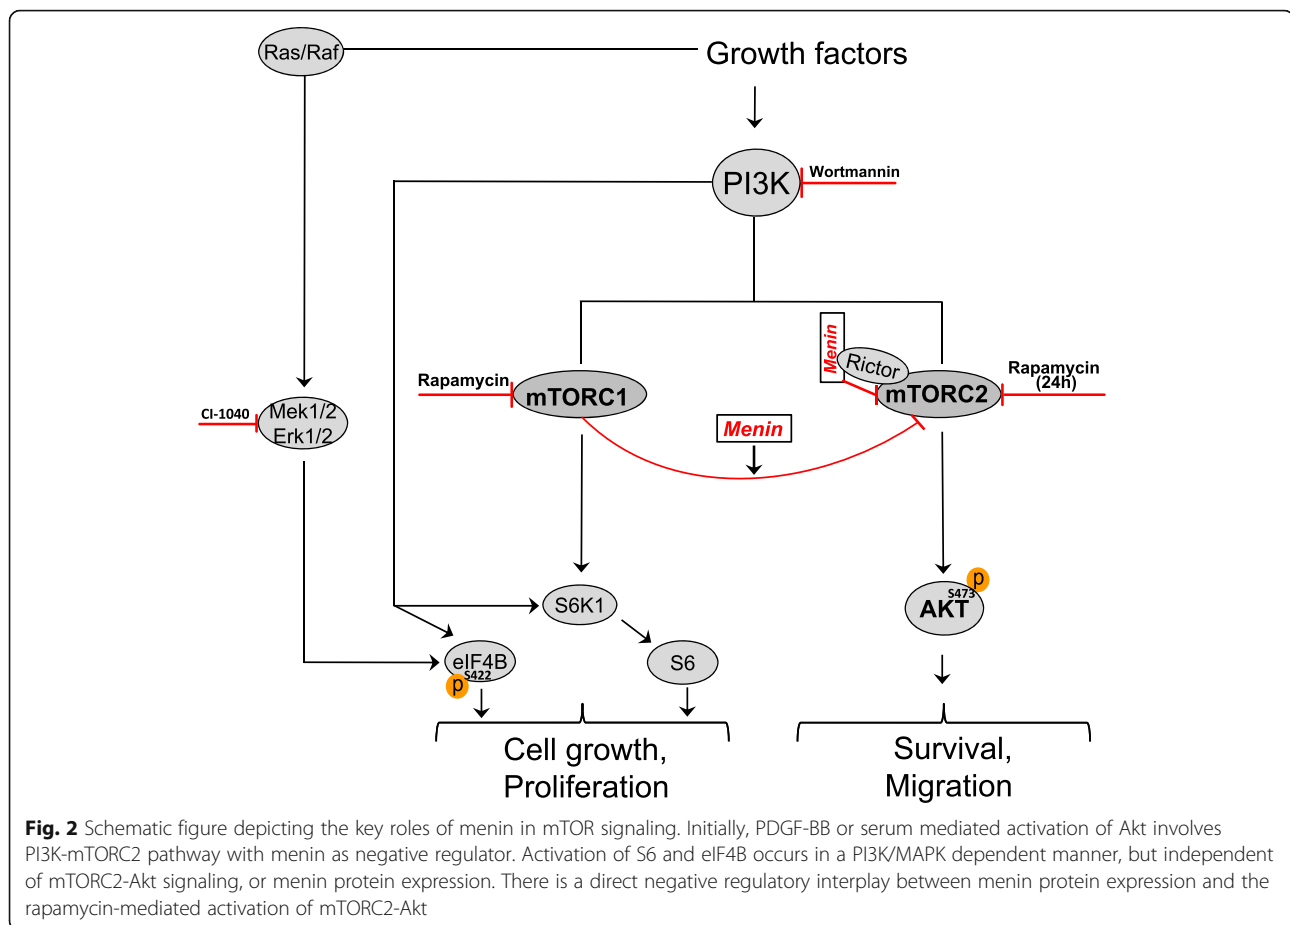 Ras/Raf
Growth factors
PI3K
Wortmannin
Menin
Rictor
Rapamycin
mTORC1
mTORC2
Rapamycin
(24h)
CI-1040
Mek1/2
Erk1/2
Menin
S6K1
p
S473
AKT
eIF4B
S422
p
S6
Cell growth,
Proliferation
Survival,
Migration
Fig. 2 Schematic figure depicting the key roles of menin in mTOR signaling. Initially, PDGF-BB or serum mediated activation of Akt involves
PI3K-mTORC2 pathway with menin as negative regulator. Activation of S6 and eIF4B occurs in a PI3K/MAPK dependent manner, but independent
of mTORC2-Akt signaling, or menin protein expression. There is a direct negative regulatory interplay between menin protein expression and the
rapamycin-mediated activation of mTORC2-Akt